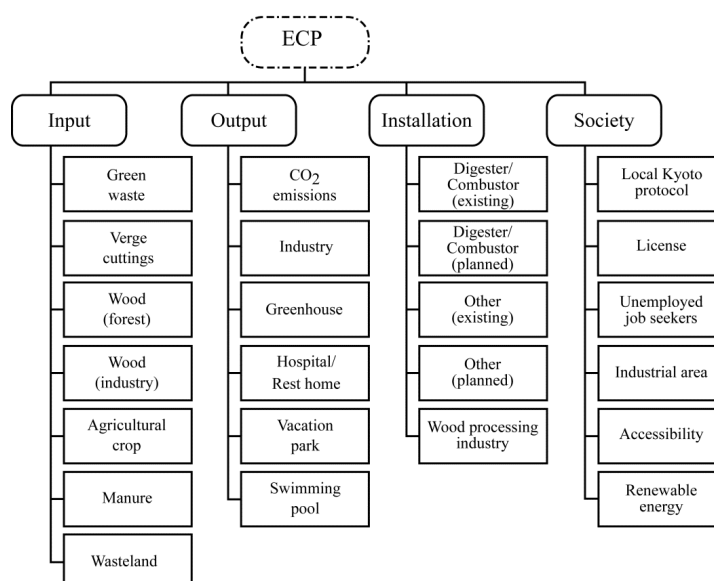 ECP
Input
Output
Installation
Society
Green
waste
Verge
cuttings
Wood
(forest)
Wood
(industry)
Agricultural
crop
Manure
Wasteland
CO2
emissions
Industry
Greenhouse
Hospital/
Rest home
Vacation
park
Swimming
pool
Digester/
Combustor
(existing)
Digester/
Combustor
(planned)
Other
(existing)
Other
(planned)
Wood processing
industry
Local Kyoto
protocol
License
Unemployed
job seekers
Industrial area
Accessibility
Renewable
energy